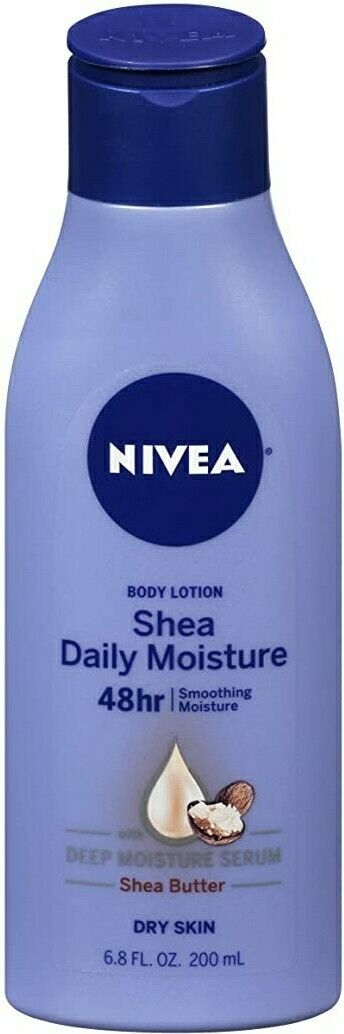 NIVEA
NIVEA®
BODY LOTION
Shea
Daily Moisture
48hr | Smoothing
Moisture
with
DEEP MOISTURE SERUM
Shea Butter
DRY SKIN
6.8 FL. OZ. 200 mL